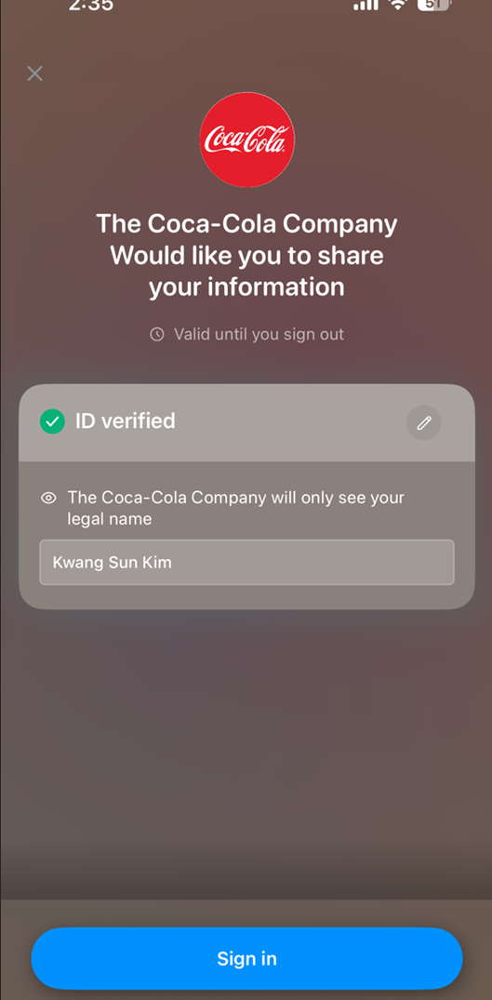 2:35
51
Coca-Cola
The Coca-Cola Company
Would like you to share
your information
Valid until you sign out
ID verified
The Coca-Cola Company will only see your
legal name
Kwang Sun Kim
Sign in